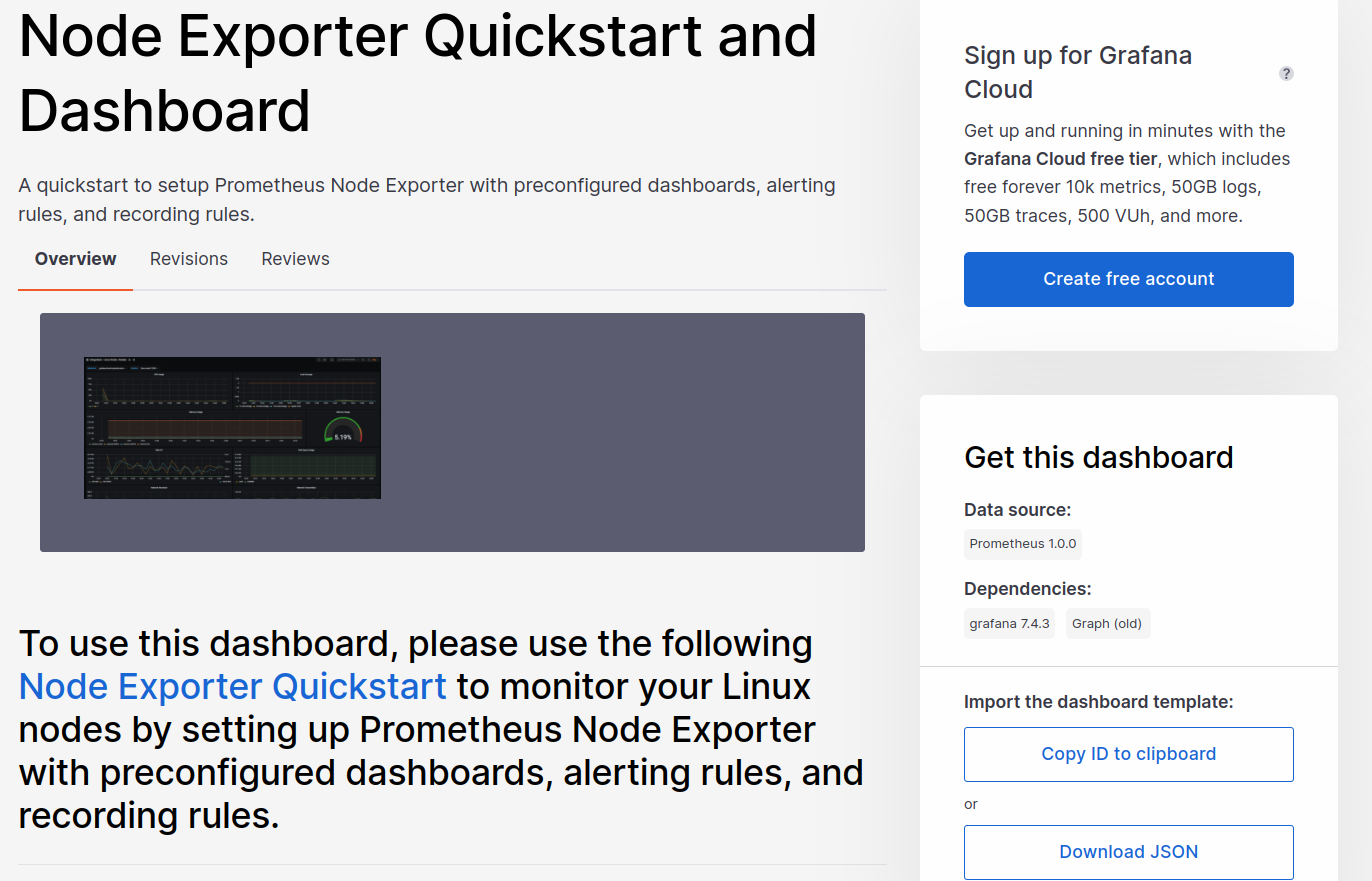 Node Exporter Quickstart and
Dashboard
A quickstart to setup Prometheus Node Exporter with preconfigured dashboards, alerting
rules, and recording rules.
Overview
Revisions
Reviews
5.19%
To use this dashboard, please use the following
Node Exporter Quickstart to monitor your Linux
nodes by setting up Prometheus Node Exporter
with preconfigured dashboards, alerting rules, and
recording rules.
Sign up for Grafana
Cloud
?
Get up and running in minutes with the
Grafana Cloud free tier, which includes
free forever 10k metrics, 50GB logs,
50GB traces, 500 VUh, and more.
Create free account
Get this dashboard
Data source:
Prometheus 1.0.0
Dependencies:
grafana 7.4.3
Graph (old)
Import the dashboard template:
Copy ID to clipboard
or
Download JSON